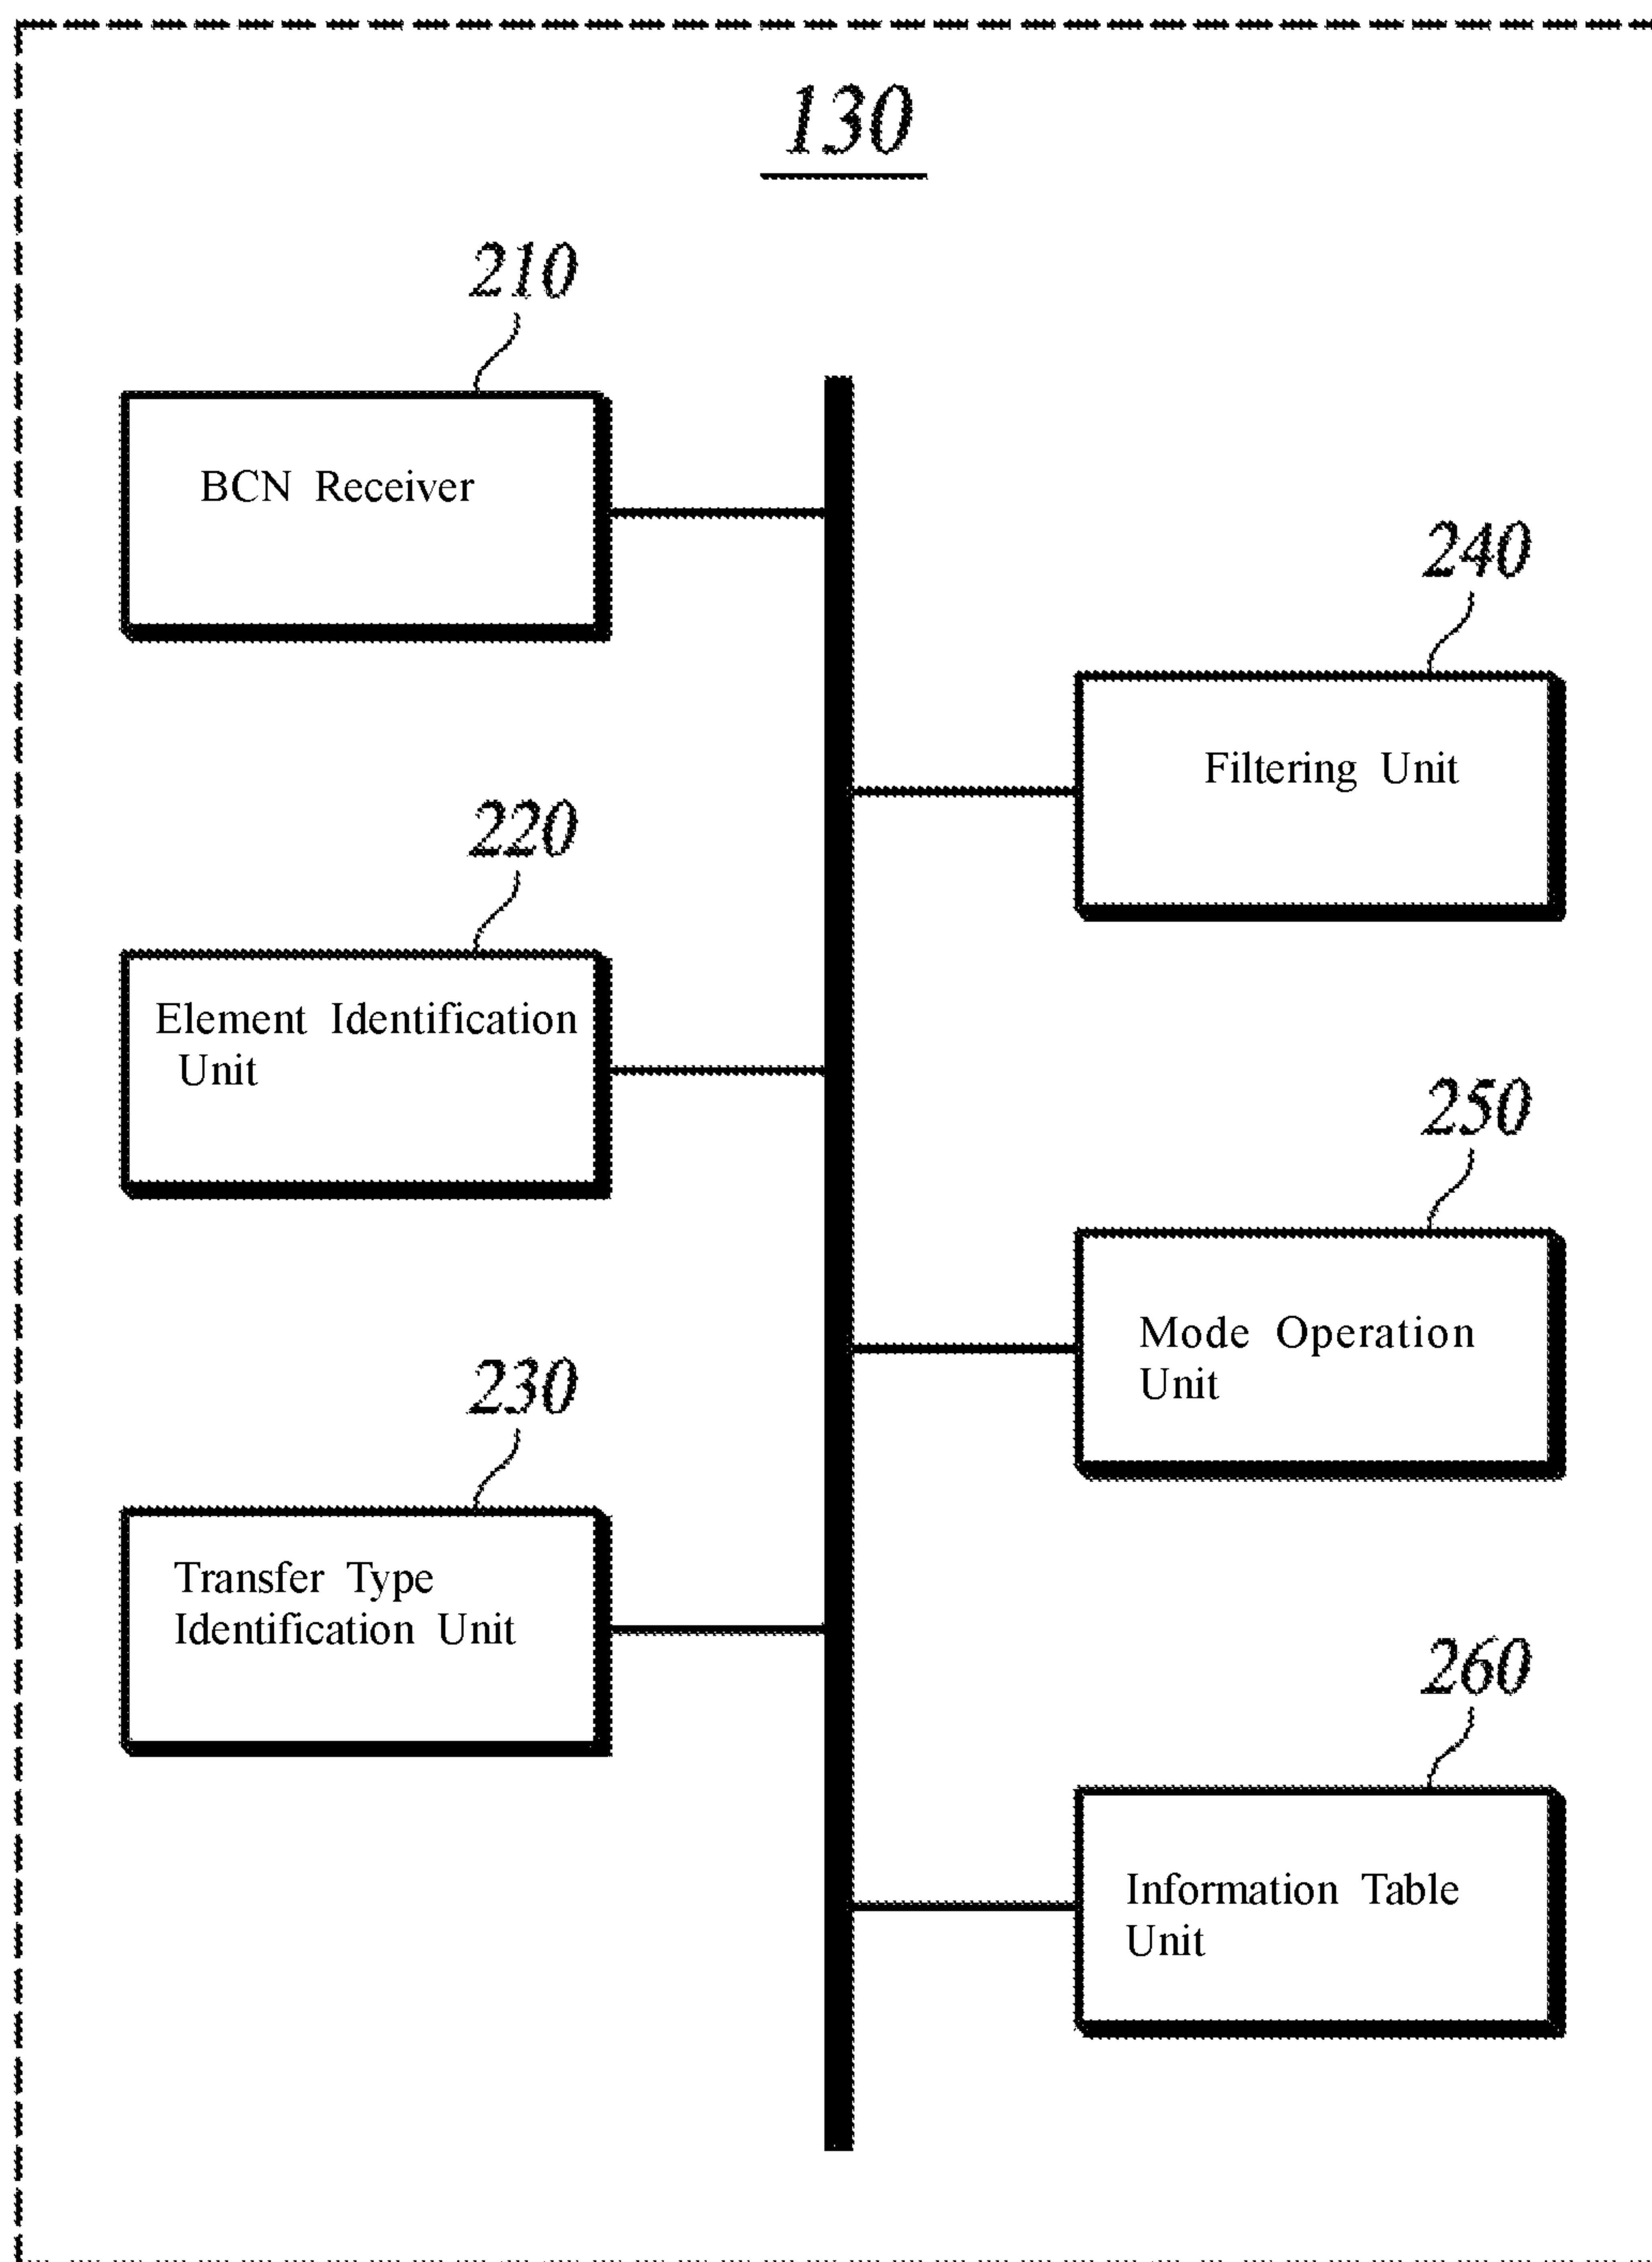 130
210
BCN Receiver
220
Element Identification
Unit
230
Transfer Type
Identification Unit
240
Filtering Unit
250
Mode Operation
Unit
260
Information Table
Unit